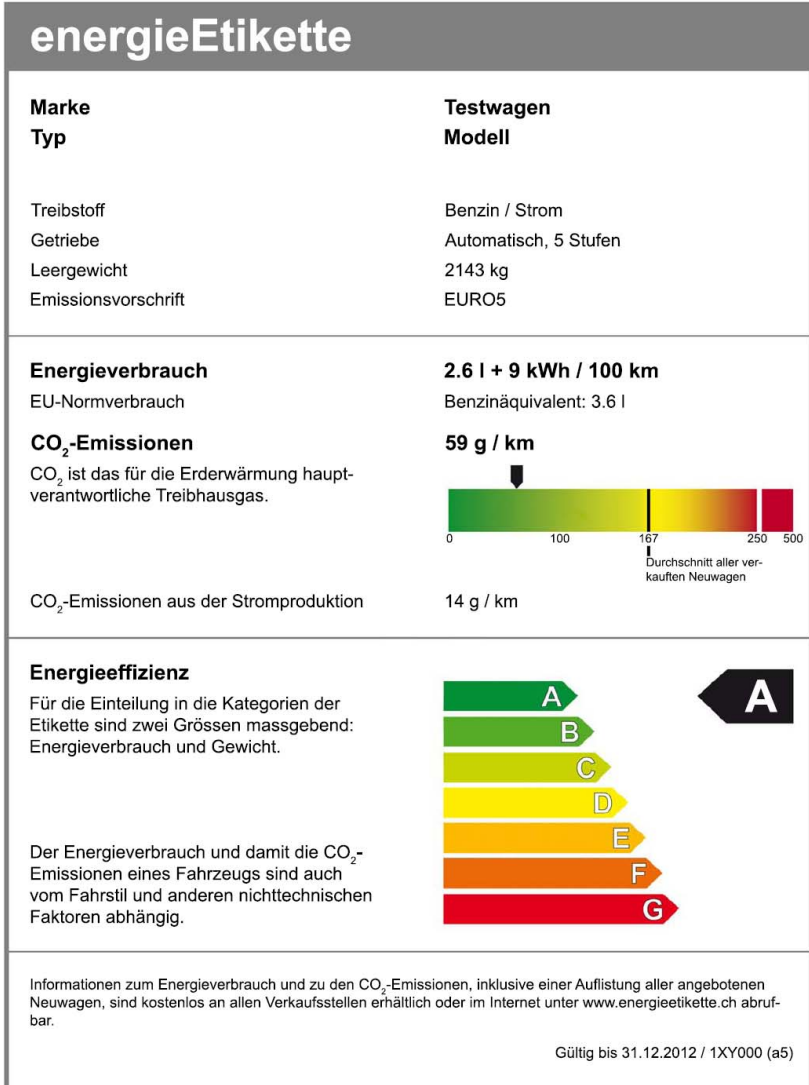 energieEtikette
Marke Testwagen
Typ Modell
Treibstoff Benzin / Strom
Getriebe Automatisch, 5 Stufen
Leergewicht 2143 kg
Emissionsvorschrift EURO5
Energieverbrauch 2.6 l + 9 kWh / 100 km
EU-Normverbrauch Benzinäquivalent: 3.6 l
CO₂-Emissionen 59 g / km
CO₂ ist das für die Erderwärmung haupt-
verantwortliche Treibhausgas.
0 100 167 250 500
Durchschnitt aller ver-
kauften Neuwagen
CO₂-Emissionen aus der Stromproduktion 14 g / km
Energieeffizienz
Für die Einteilung in die Kategorien der
Etikette sind zwei Grössen massgebend:
Energieverbrauch und Gewicht.
Der Energieverbrauch und damit die CO₂-
Emissionen eines Fahrzeugs sind auch
vom Fahrstil und anderen nichttechnischen
Faktoren abhängig.
A A
B
C
D
E
F
G
Informationen zum Energieverbrauch und zu den CO₂-Emissionen, inklusive einer Auflistung aller angebotenen
Neuwagen, sind kostenlos an allen Verkaufsstellen erhältlich oder im Internet unter www.energieetikette.ch abruf-
bar.
Gültig bis 31.12.2012 / 1XY000 (a5)